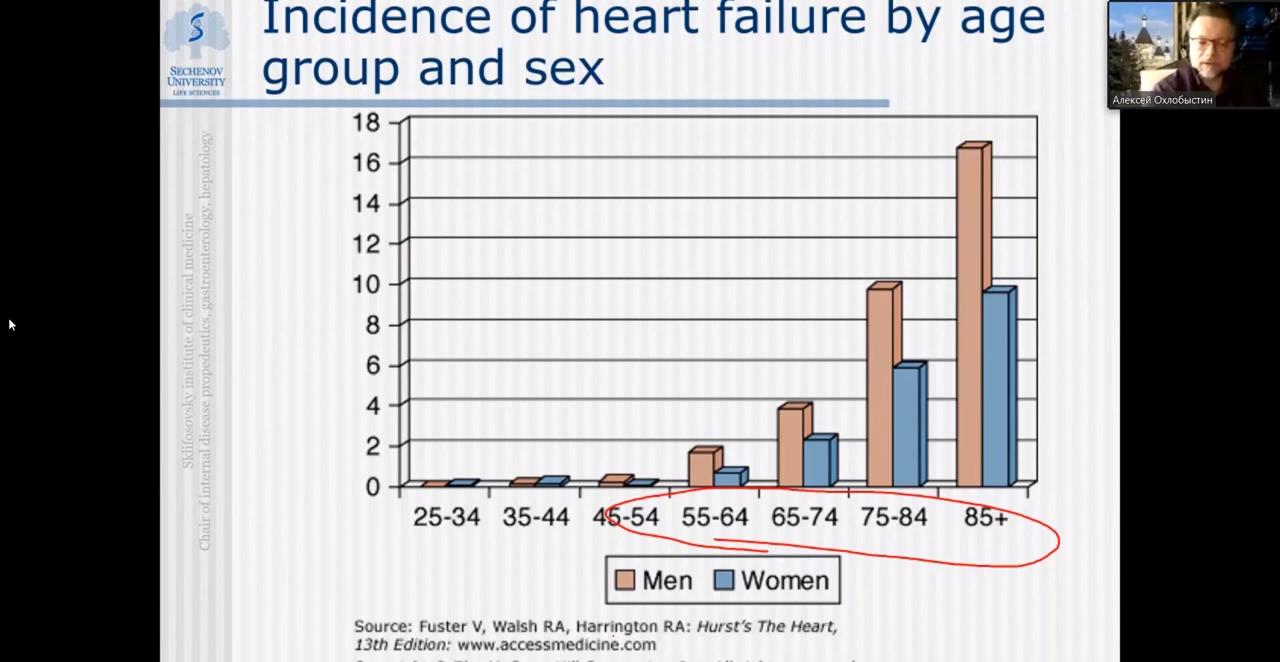 Incidence of heart failure by age
group and sex
SECHENOV
UNIVERSITY
LIFE SCIENCES
Sklifosovsky institute of clinical medicine
Chair of internal disease propedeutics, gastroenterology, hepatology
Алексей Охлобыстин
18
16
14
12
10
8
6
4
2
0
25-34 35-44 45-54 55-64 65-74 75-84 85+
Men Women
Source: Fuster V, Walsh RA, Harrington RA: Hurst's The Heart,
13th Edition: www.accessmedicine.com